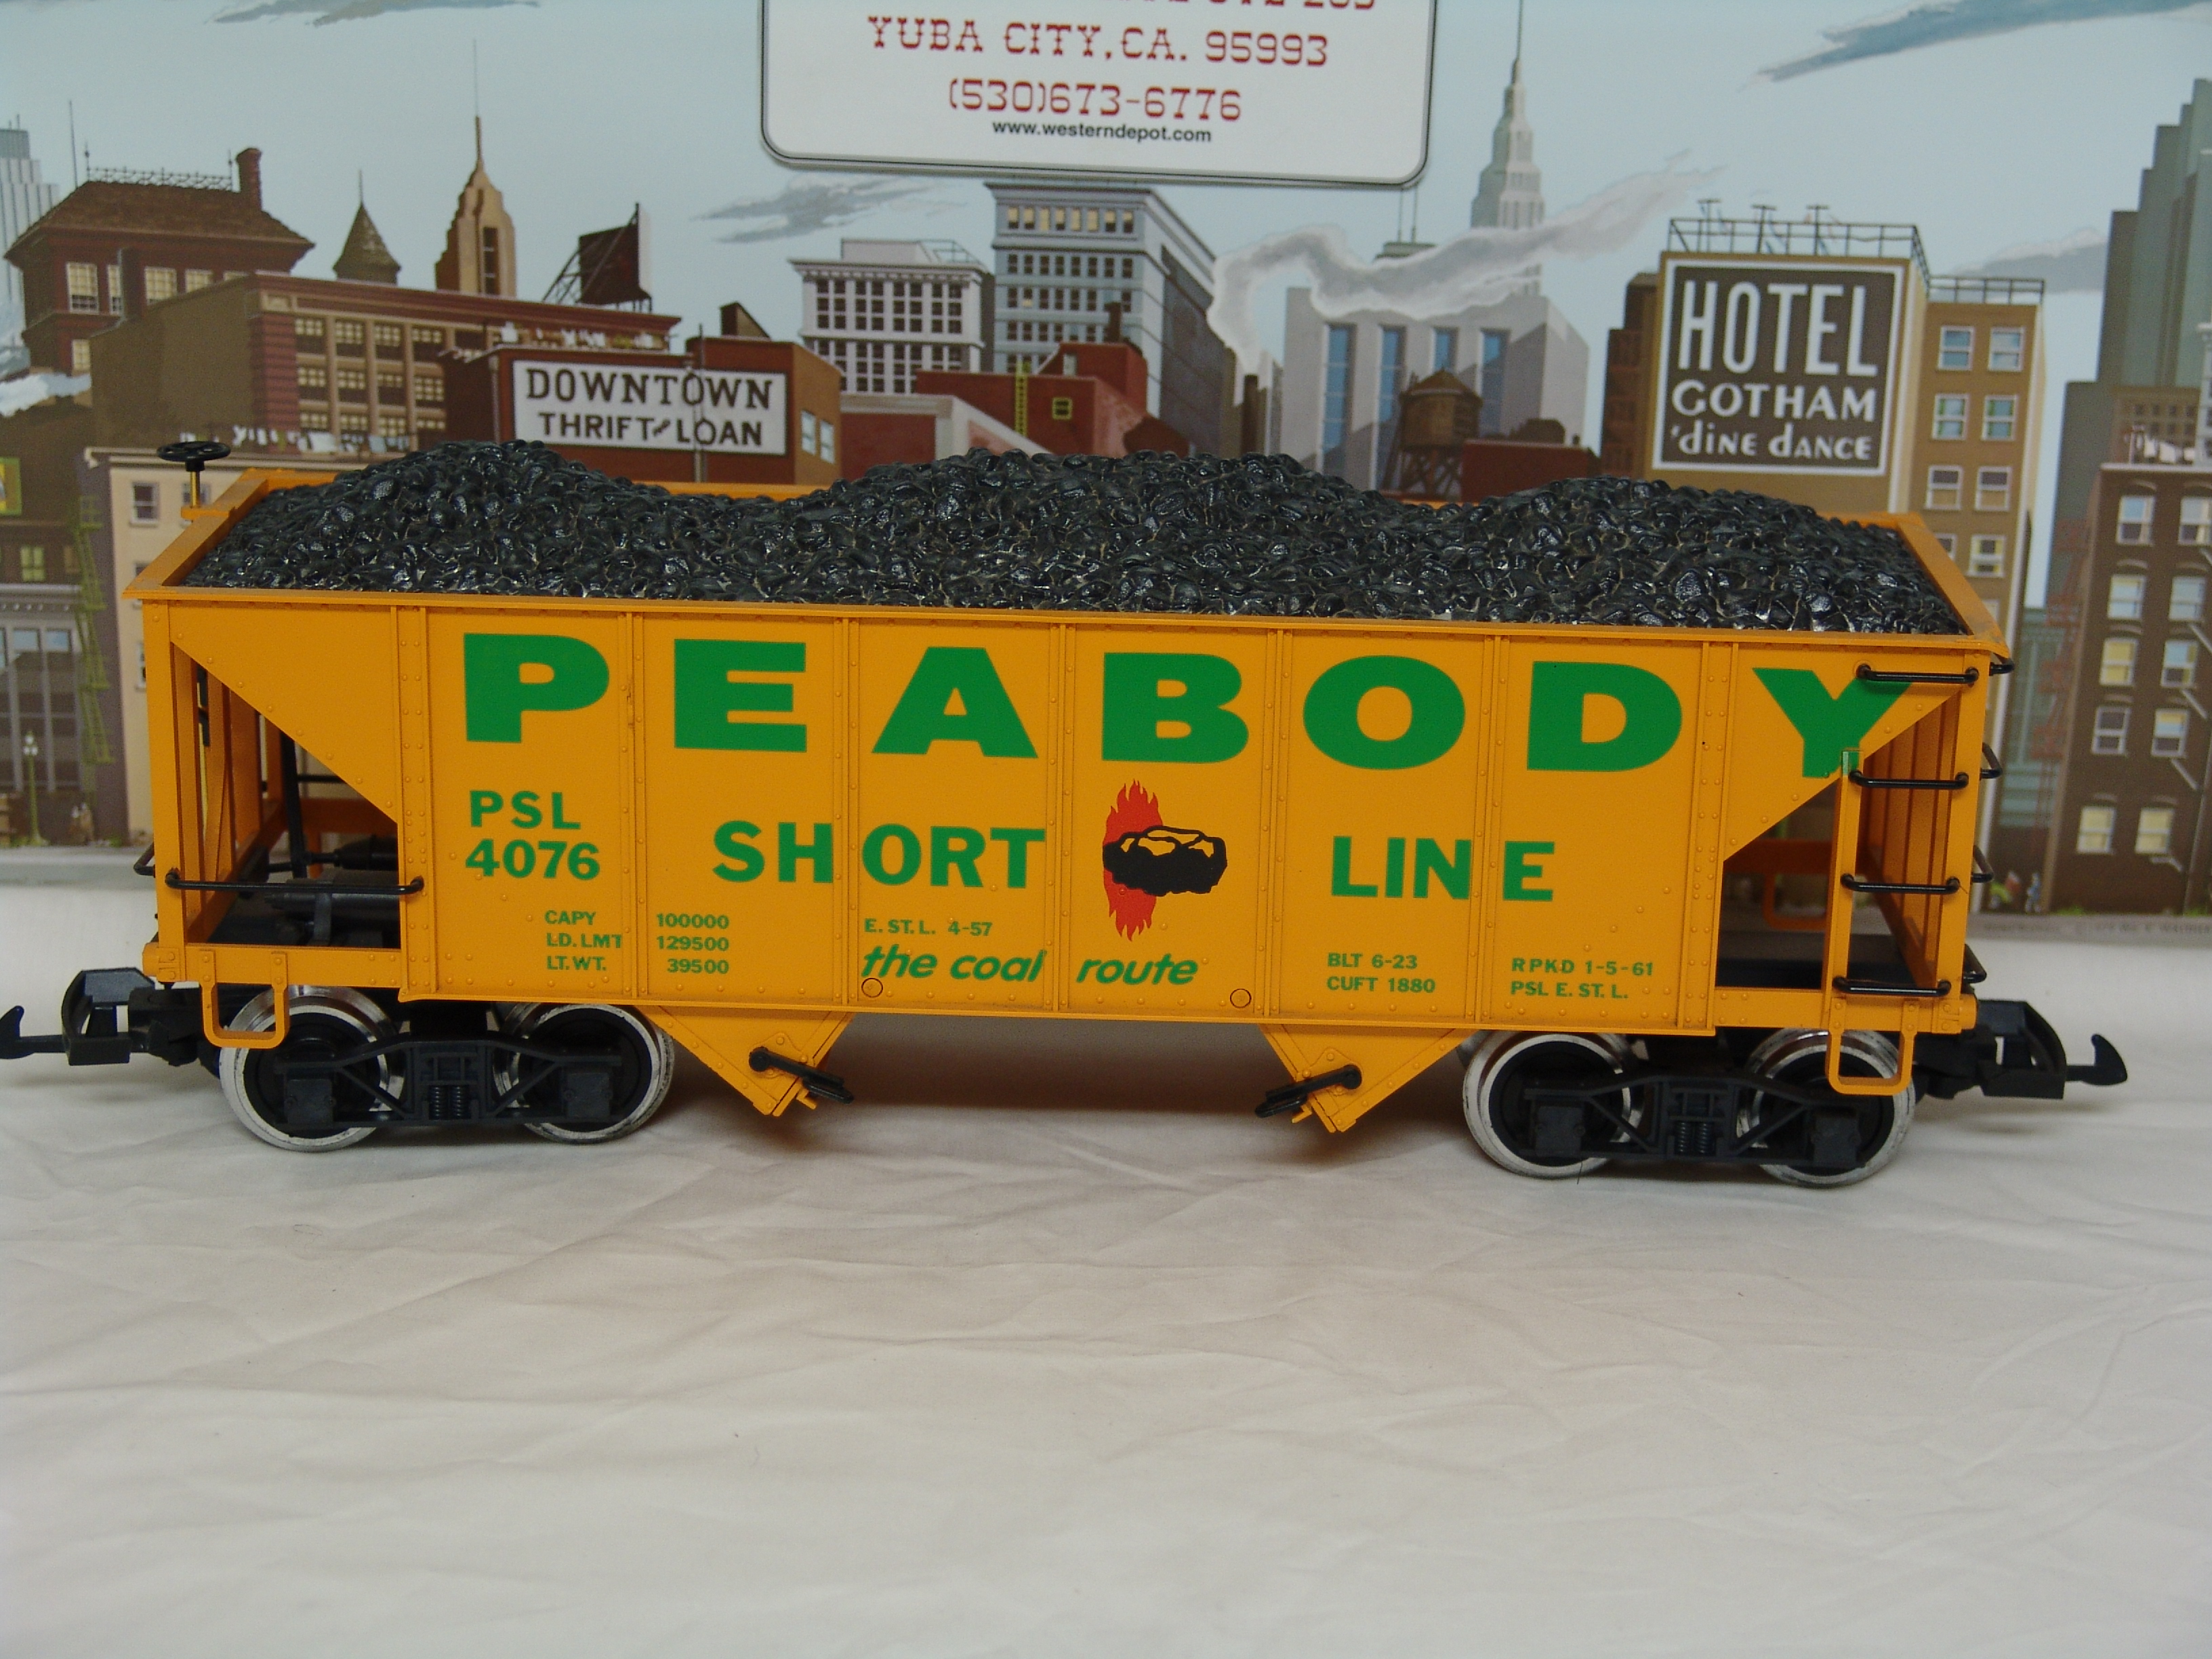 YUBA CITY, CA. 95993
(530)673-6776
www.westerndepot.com
DOWNTOWN
THRIFT AND LOAN
HOTEL
GOTHAM
dine dance
PEABODY
PSL
4076
SHORT LINE
CAPY 100000
LD. LMT 129500
LT. WT. 39500
E. ST. L. 4-57
the coal route
BLT 6-23
CUFT 1880
RPKD 1-5-61
PSL E. ST. L.